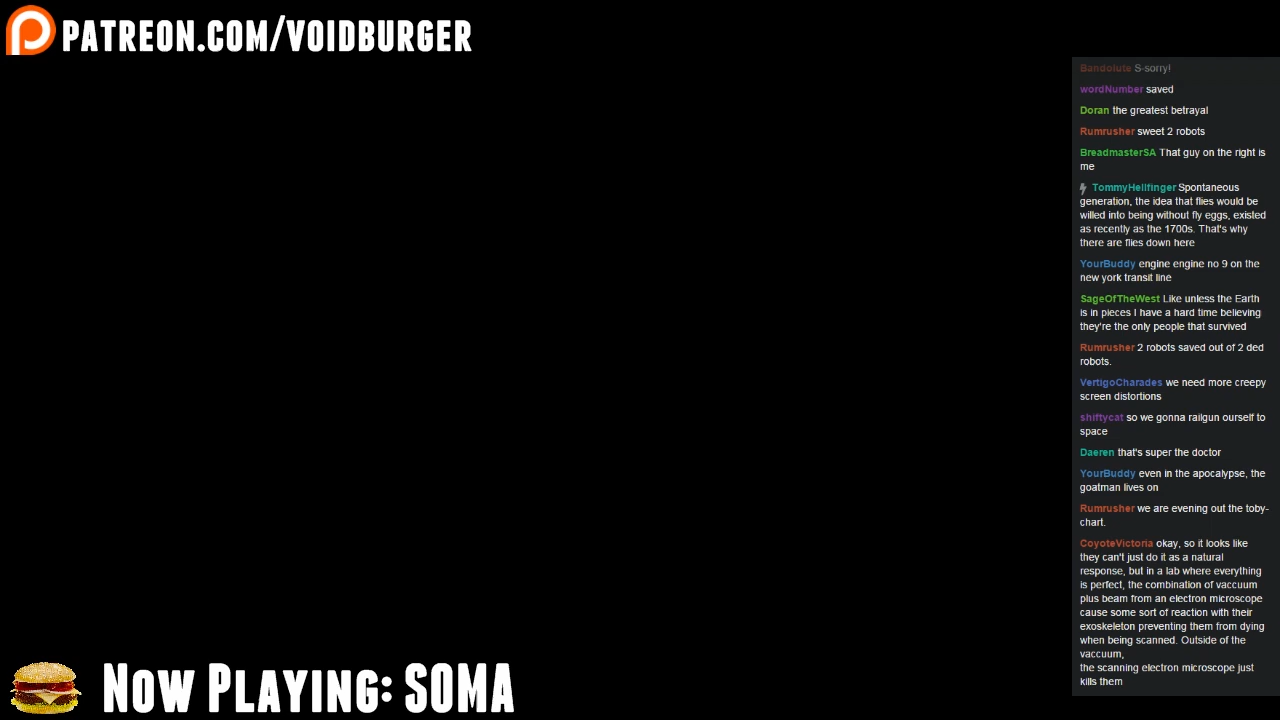 PATREON.COM/VOIDBURGER
Bandolute S-sorry!
wordNumber saved
Doran the greatest betrayal
Rumrusher sweet 2 robots
BreadmasterSA That guy on the right is
me
TommyHellfinger Spontaneous
generation, the idea that flies would be
willed into being without fly eggs, existed
as recently as the 1700s. That's why
there are flies down here
YourBuddy engine engine no 9 on the
new york transit line
SageOfTheWest Like unless the Earth
is in pieces I have a hard time believing
they're the only people that survived
Rumrusher 2 robots saved out of 2 ded
robots.
VertigoCharades we need more creepy
screen distortions
shiftycat so we gonna railgun ourself to
space
Daeren that's super the doctor
YourBuddy even in the apocalypse, the
goatman lives on
Rumrusher we are evening out the toby-
chart.
CoyoteVictoria okay, so it looks like
they can't just do it as a natural
response, but in a lab where everything
is perfect, the combination of vaccuum
plus beam from an electron microscope
cause some sort of reaction with their
exoskeleton preventing them from dying
when being scanned. Outside of the
vaccuum,
the scanning electron microscope just
kills them
NOW PLAYING: SOMA